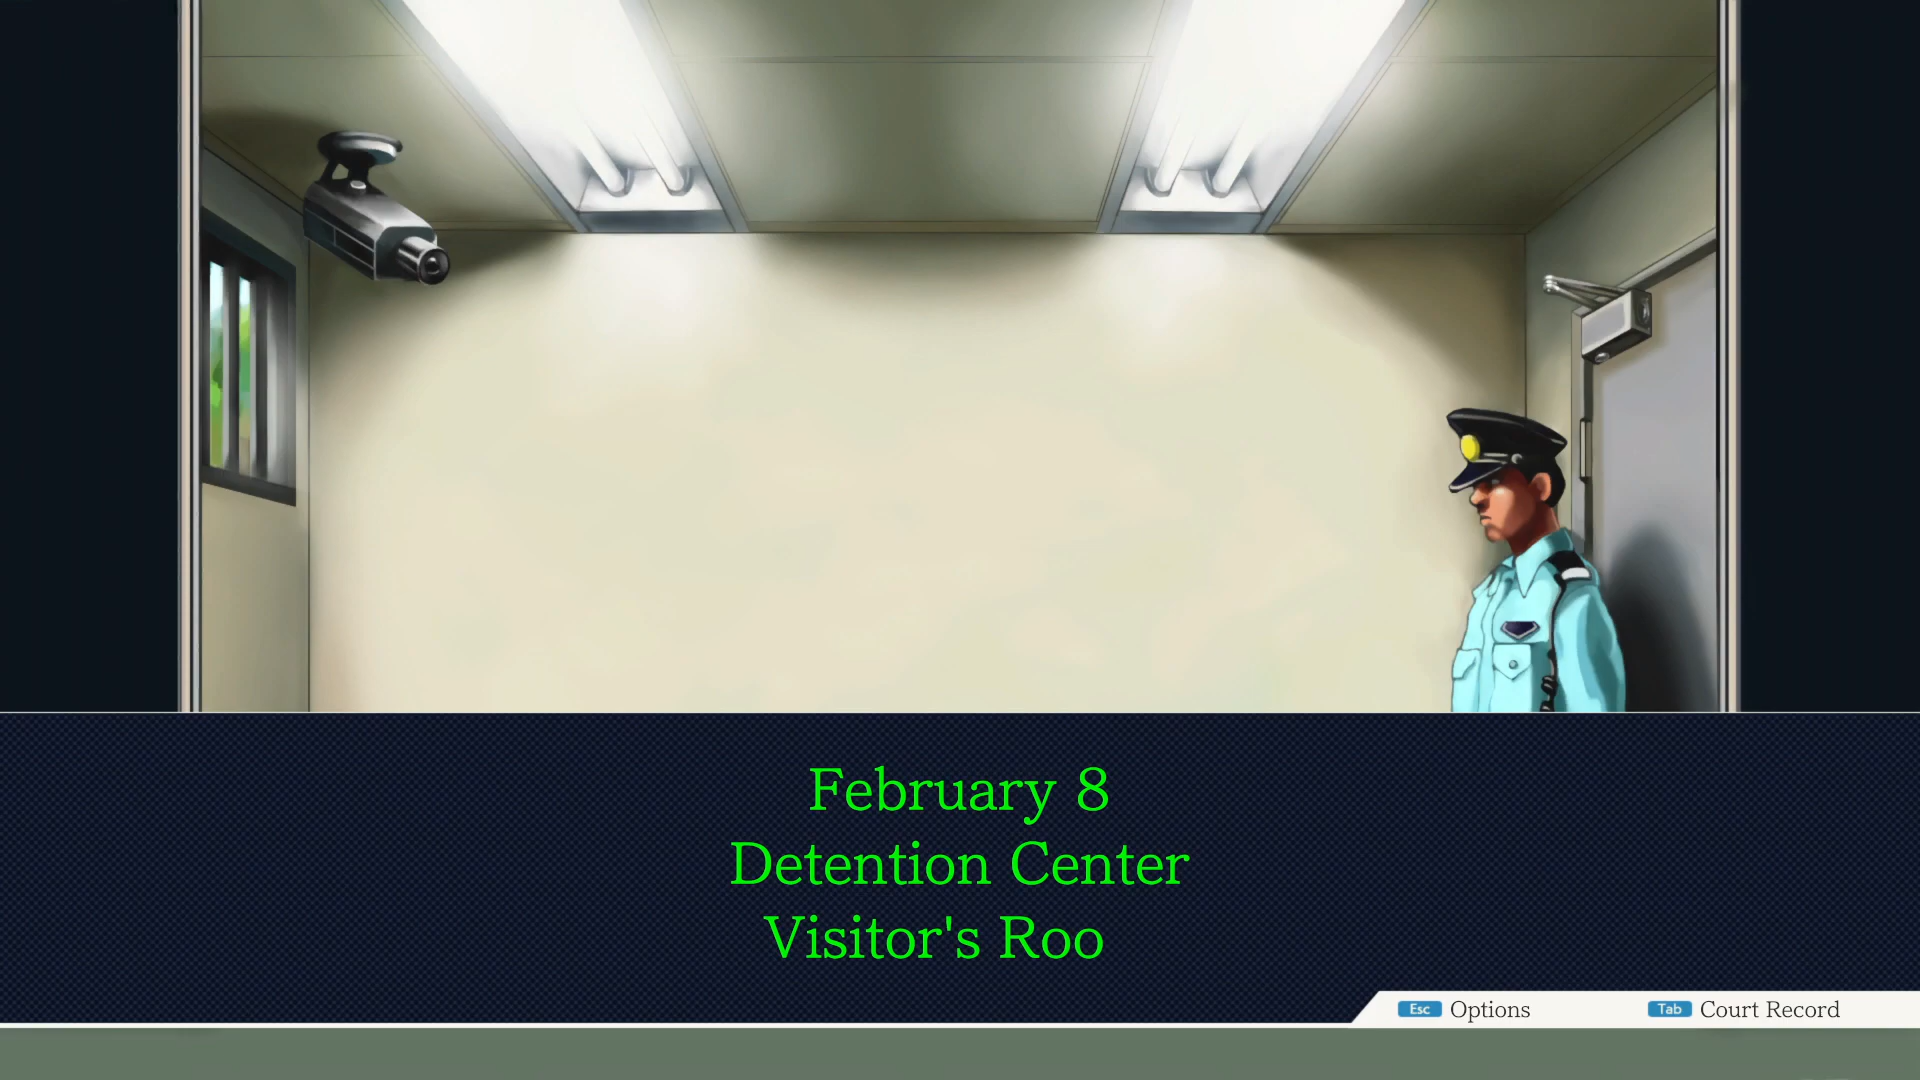 February 8
Detention Center
Visitor's Roo
Esc Options Tab Court Record